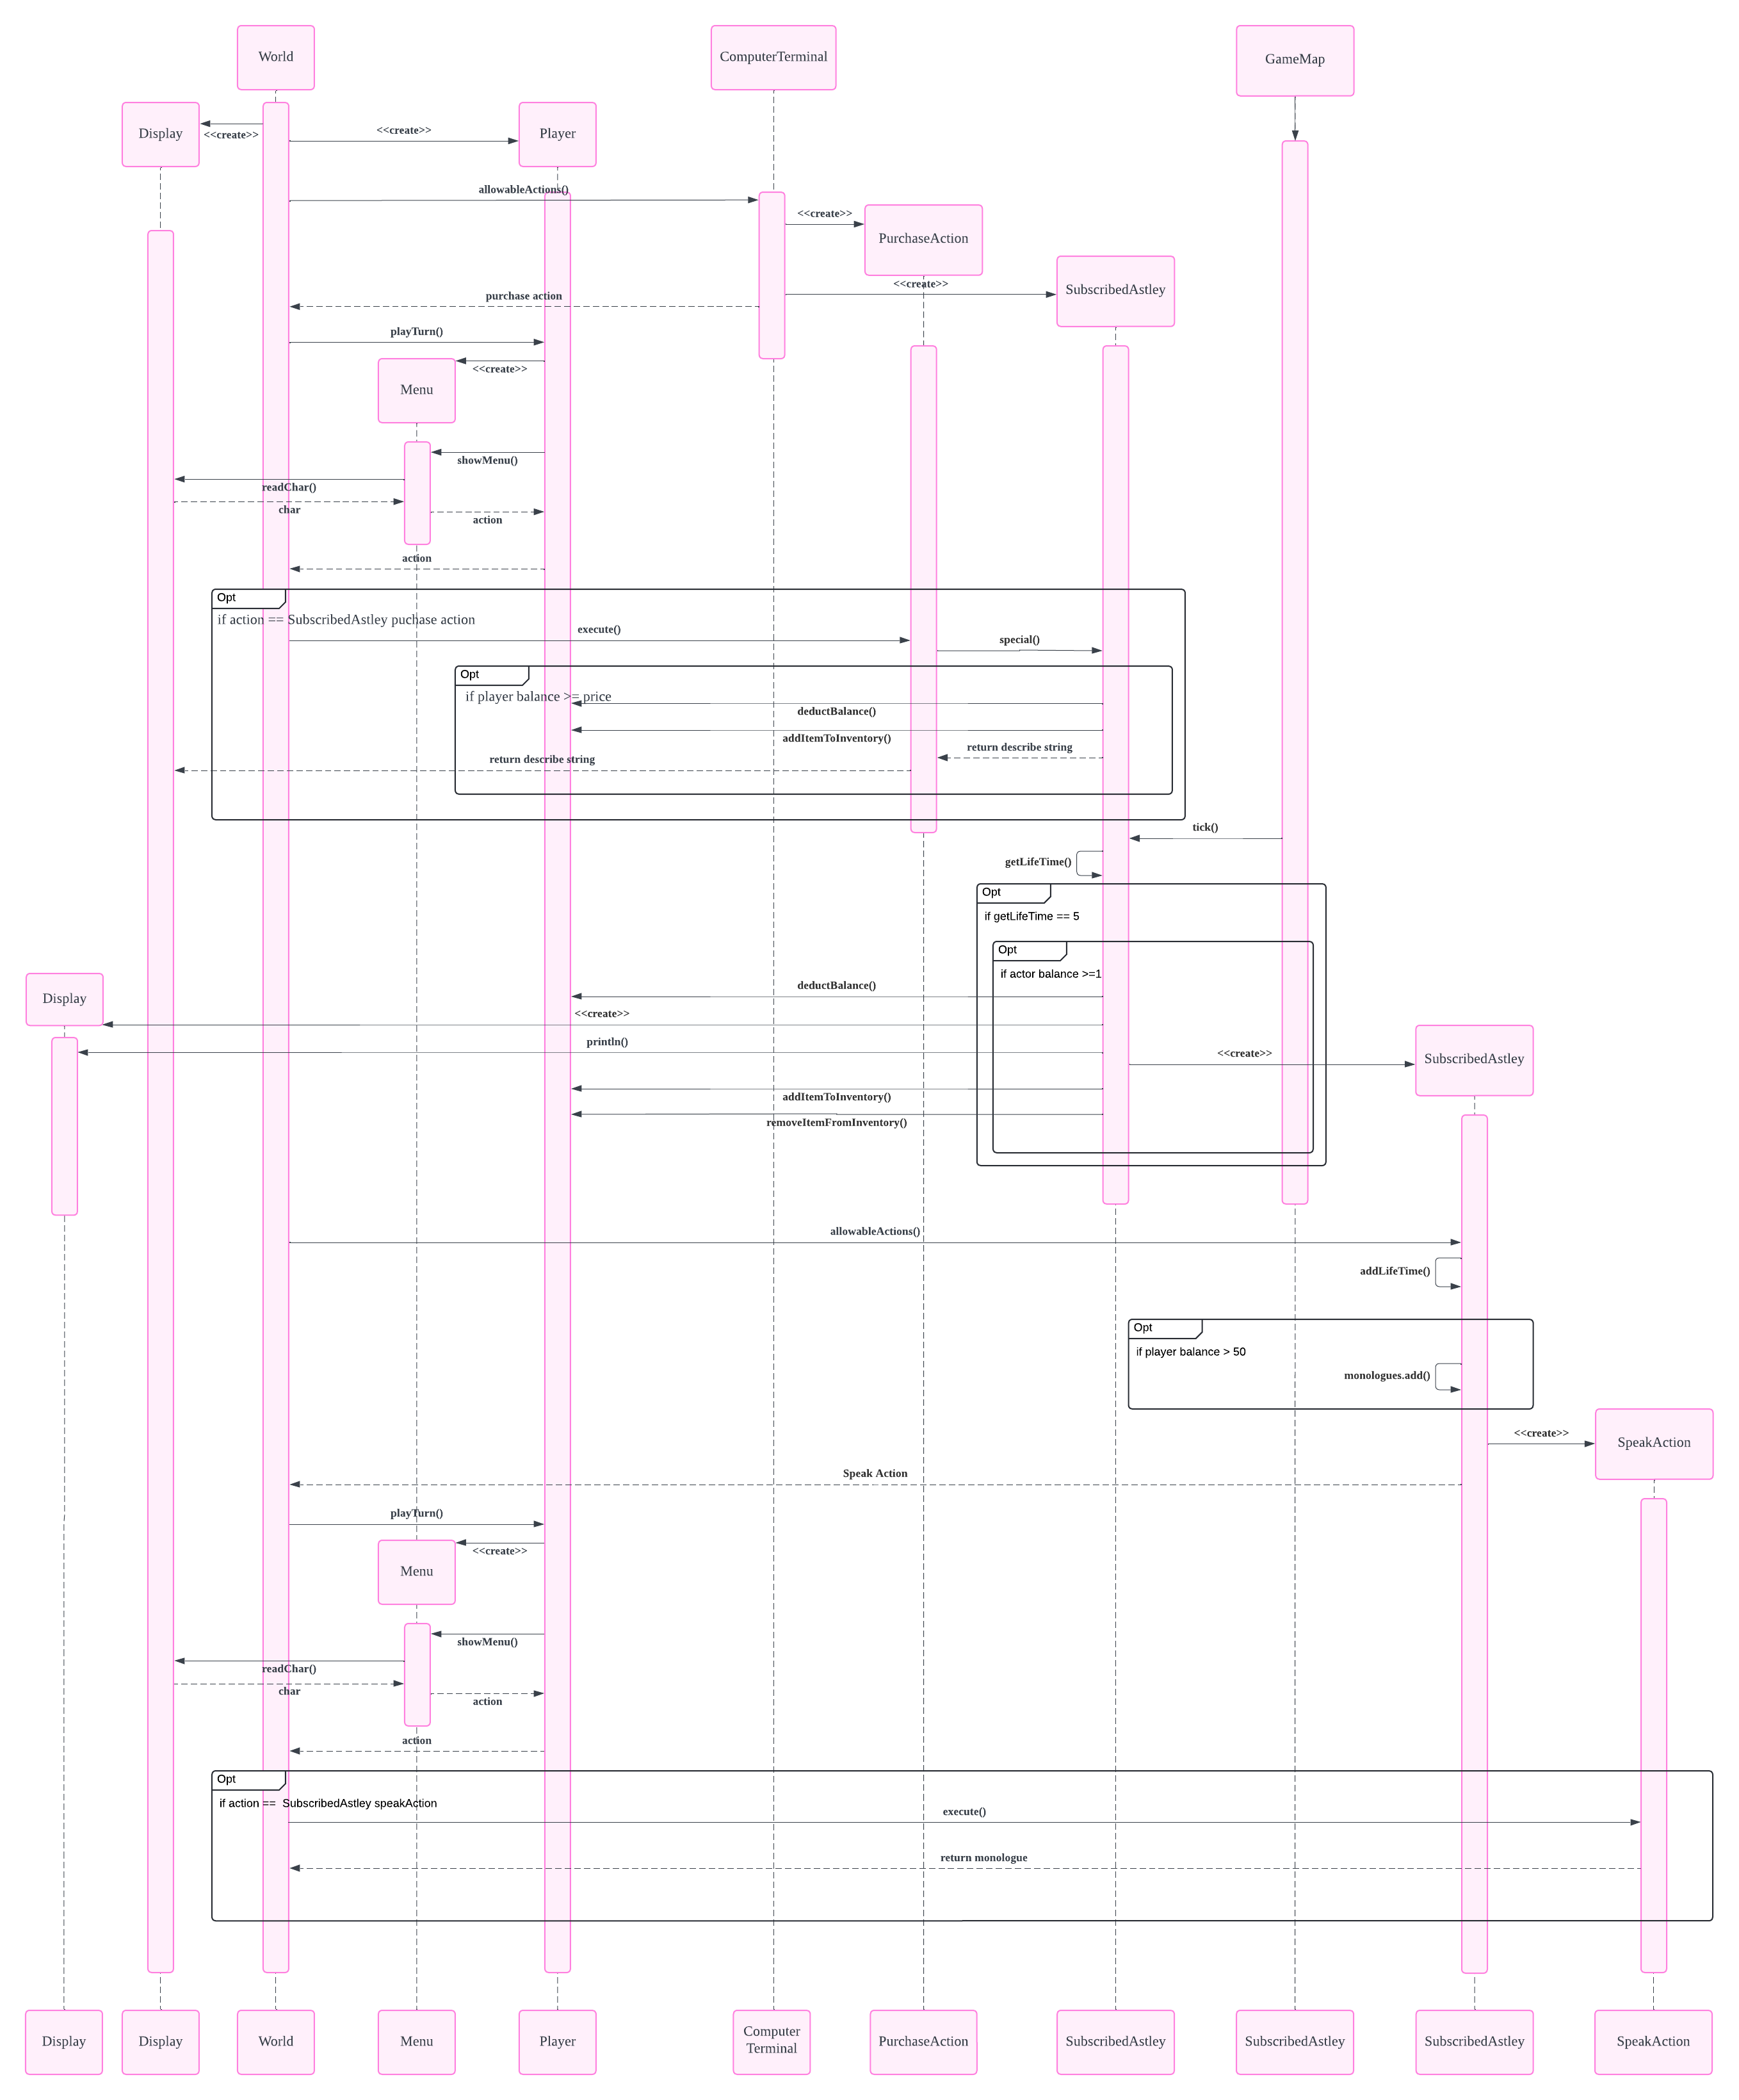 World
ComputerTerminal
GameMap
Display
<<create>>
<<create>>
Player
allowableActions()
<<create>>
PurchaseAction
<<create>>
SubscribedAstley
purchase action
playTurn()
<<create>>
Menu
showMenu()
readChar()
char
action
action
Opt
if action == SubscribedAstley puchase action
execute()
special()
Opt
if player balance >= price
deductBalance()
addItemToInventory()
return describe string
return describe string
tick()
getLifeTime()
Opt
if getLifeTime == 5
Opt
if actor balance >=1
Display
deductBalance()
<<create>>
println()
<<create>>
SubscribedAstley
addItemToInventory()
removeItemFromInventory()
allowableActions()
addLifeTime()
Opt
if player balance > 50
monologues.add()
<<create>>
SpeakAction
Speak Action
playTurn()
<<create>>
Menu
showMenu()
readChar()
char
action
action
Opt
if action ==  SubscribedAstley speakAction
execute()
return monologue
Display
Display
World
Menu
Player
Computer
Terminal
PurchaseAction
SubscribedAstley
SubscribedAstley
SubscribedAstley
SpeakAction